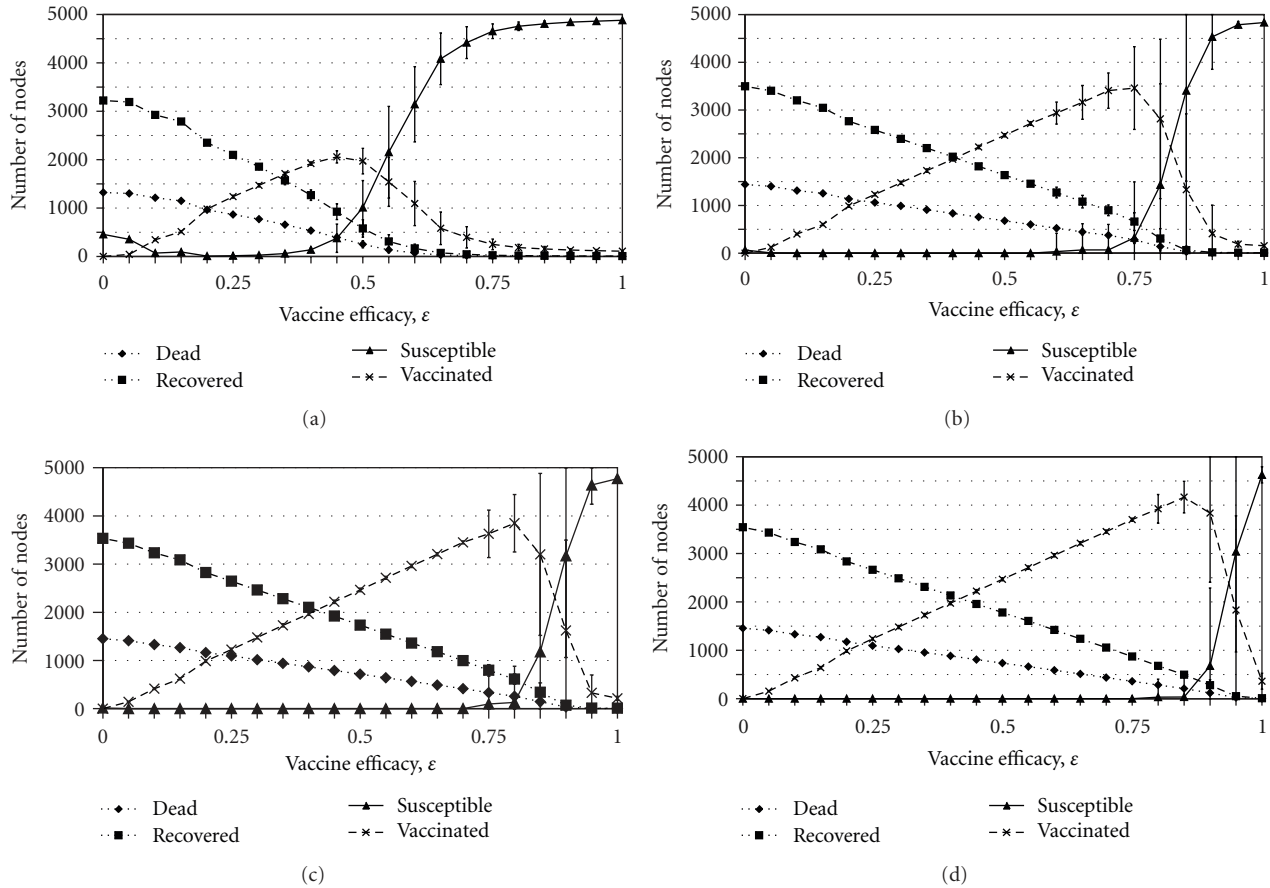 5000
4000
3000
2000
1000
0
Number of nodes
0 0.25 0.5 0.75 1
Vaccine efficacy, ε
Dead Susceptible
Recovered Vaccinated
(a)
5000
4000
3000
2000
1000
0
Number of nodes
0 0.25 0.5 0.75 1
Vaccine efficacy, ε
Dead Susceptible
Recovered Vaccinated
(b)
5000
4000
3000
2000
1000
0
Number of nodes
0 0.25 0.5 0.75 1
Vaccine efficacy, ε
Dead Susceptible
Recovered Vaccinated
(c)
5000
4000
3000
2000
1000
0
Number of nodes
0 0.25 0.5 0.75 1
Vaccine efficacy, ε
Dead Susceptible
Recovered Vaccinated
(d)